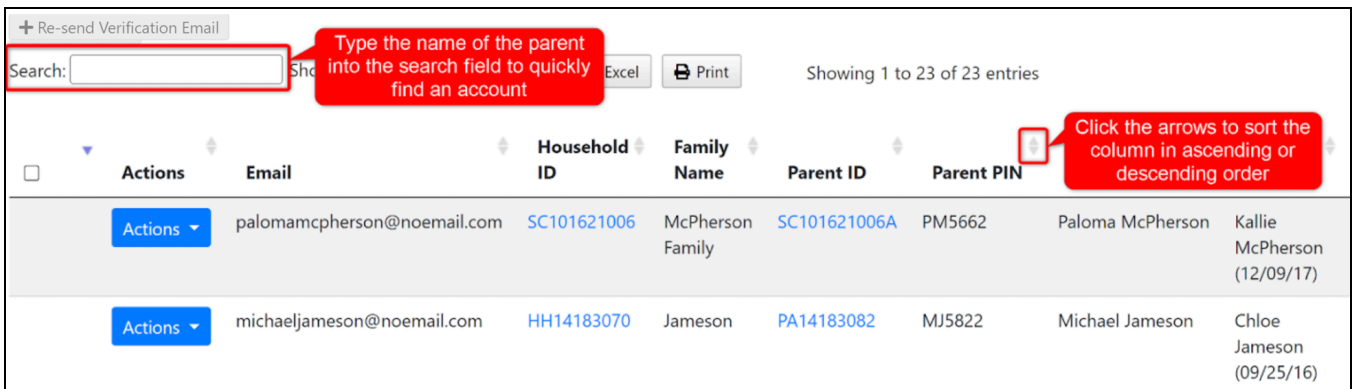 + Re-send Verification Email
Type the name of the parent
into the search field to quickly
find an account
Search:
Excel
Print
Showing 1 to 23 of 23 entries
Click the arrows to sort the
column in ascending or
descending order
Actions
Email
Household
ID
Family
Name
Parent ID
Parent PIN
Actions
palomamcpherson@noemail.com
SC101621006
McPherson
Family
SC101621006A
PM5662
Paloma McPherson
Kallie
McPherson
(12/09/17)
Actions
michaeljameson@noemail.com
HH14183070
Jameson
PA14183082
MJ5822
Michael Jameson
Chloe
Jameson
(09/25/16)